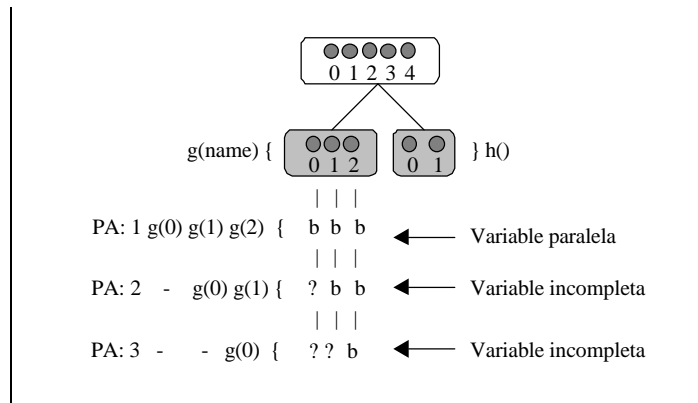 0 1 2 3 4
g(name) { 0 1 2 0 1 } h()
| | |
PA: 1 g(0) g(1) g(2) { b b b Variable paralela
| | |
PA: 2 - g(0) g(1) { ? b b Variable incompleta
| | |
PA: 3 - - g(0) { ? ? b Variable incompleta